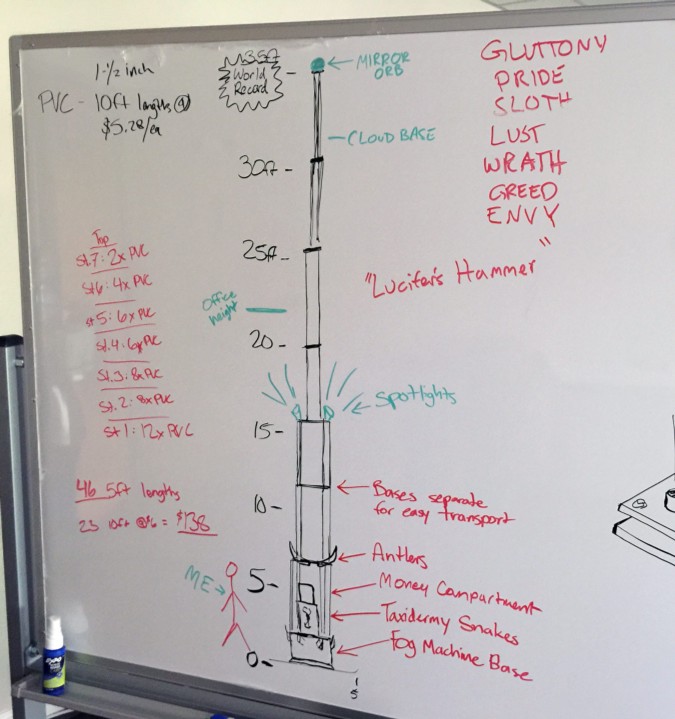 1-1/2 inch
PVC - 10ft lengths
$5.28/ea
35ft
World
Record
MIRROR
ORB
CLOUD BASE
30ft -
25ft -
Office
height
20 -
Spotlights
15 -
Bases separate
for easy transport
10 -
Antlers
5 -
Money Compartment
Taxidermy Snakes
Fog Machine Base
0 -
ME
GLUTTONY
PRIDE
SLOTH
LUST
WRATH
GREED
ENVY
"Lucifer's Hammer"
Top
St.7: 2x PVC
St 6: 4x PVC
St 5: 6x PVC
St.4: 6x PVC
St.3: 8x PVC
St.2: 8x PVC
St 1: 12x PVC
46 5ft lengths
23 10ft @$6 = $138